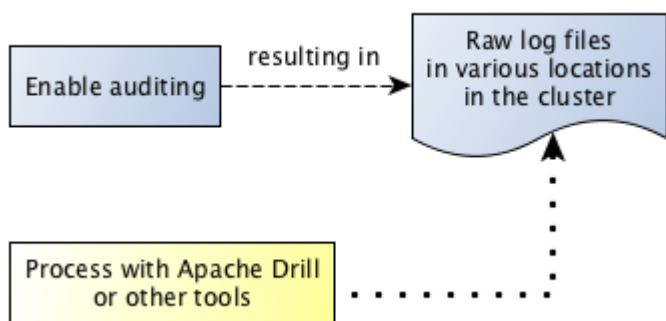 Enable auditing
resulting in
Raw log files
in various locations
in the cluster
Process with Apache Drill
or other tools